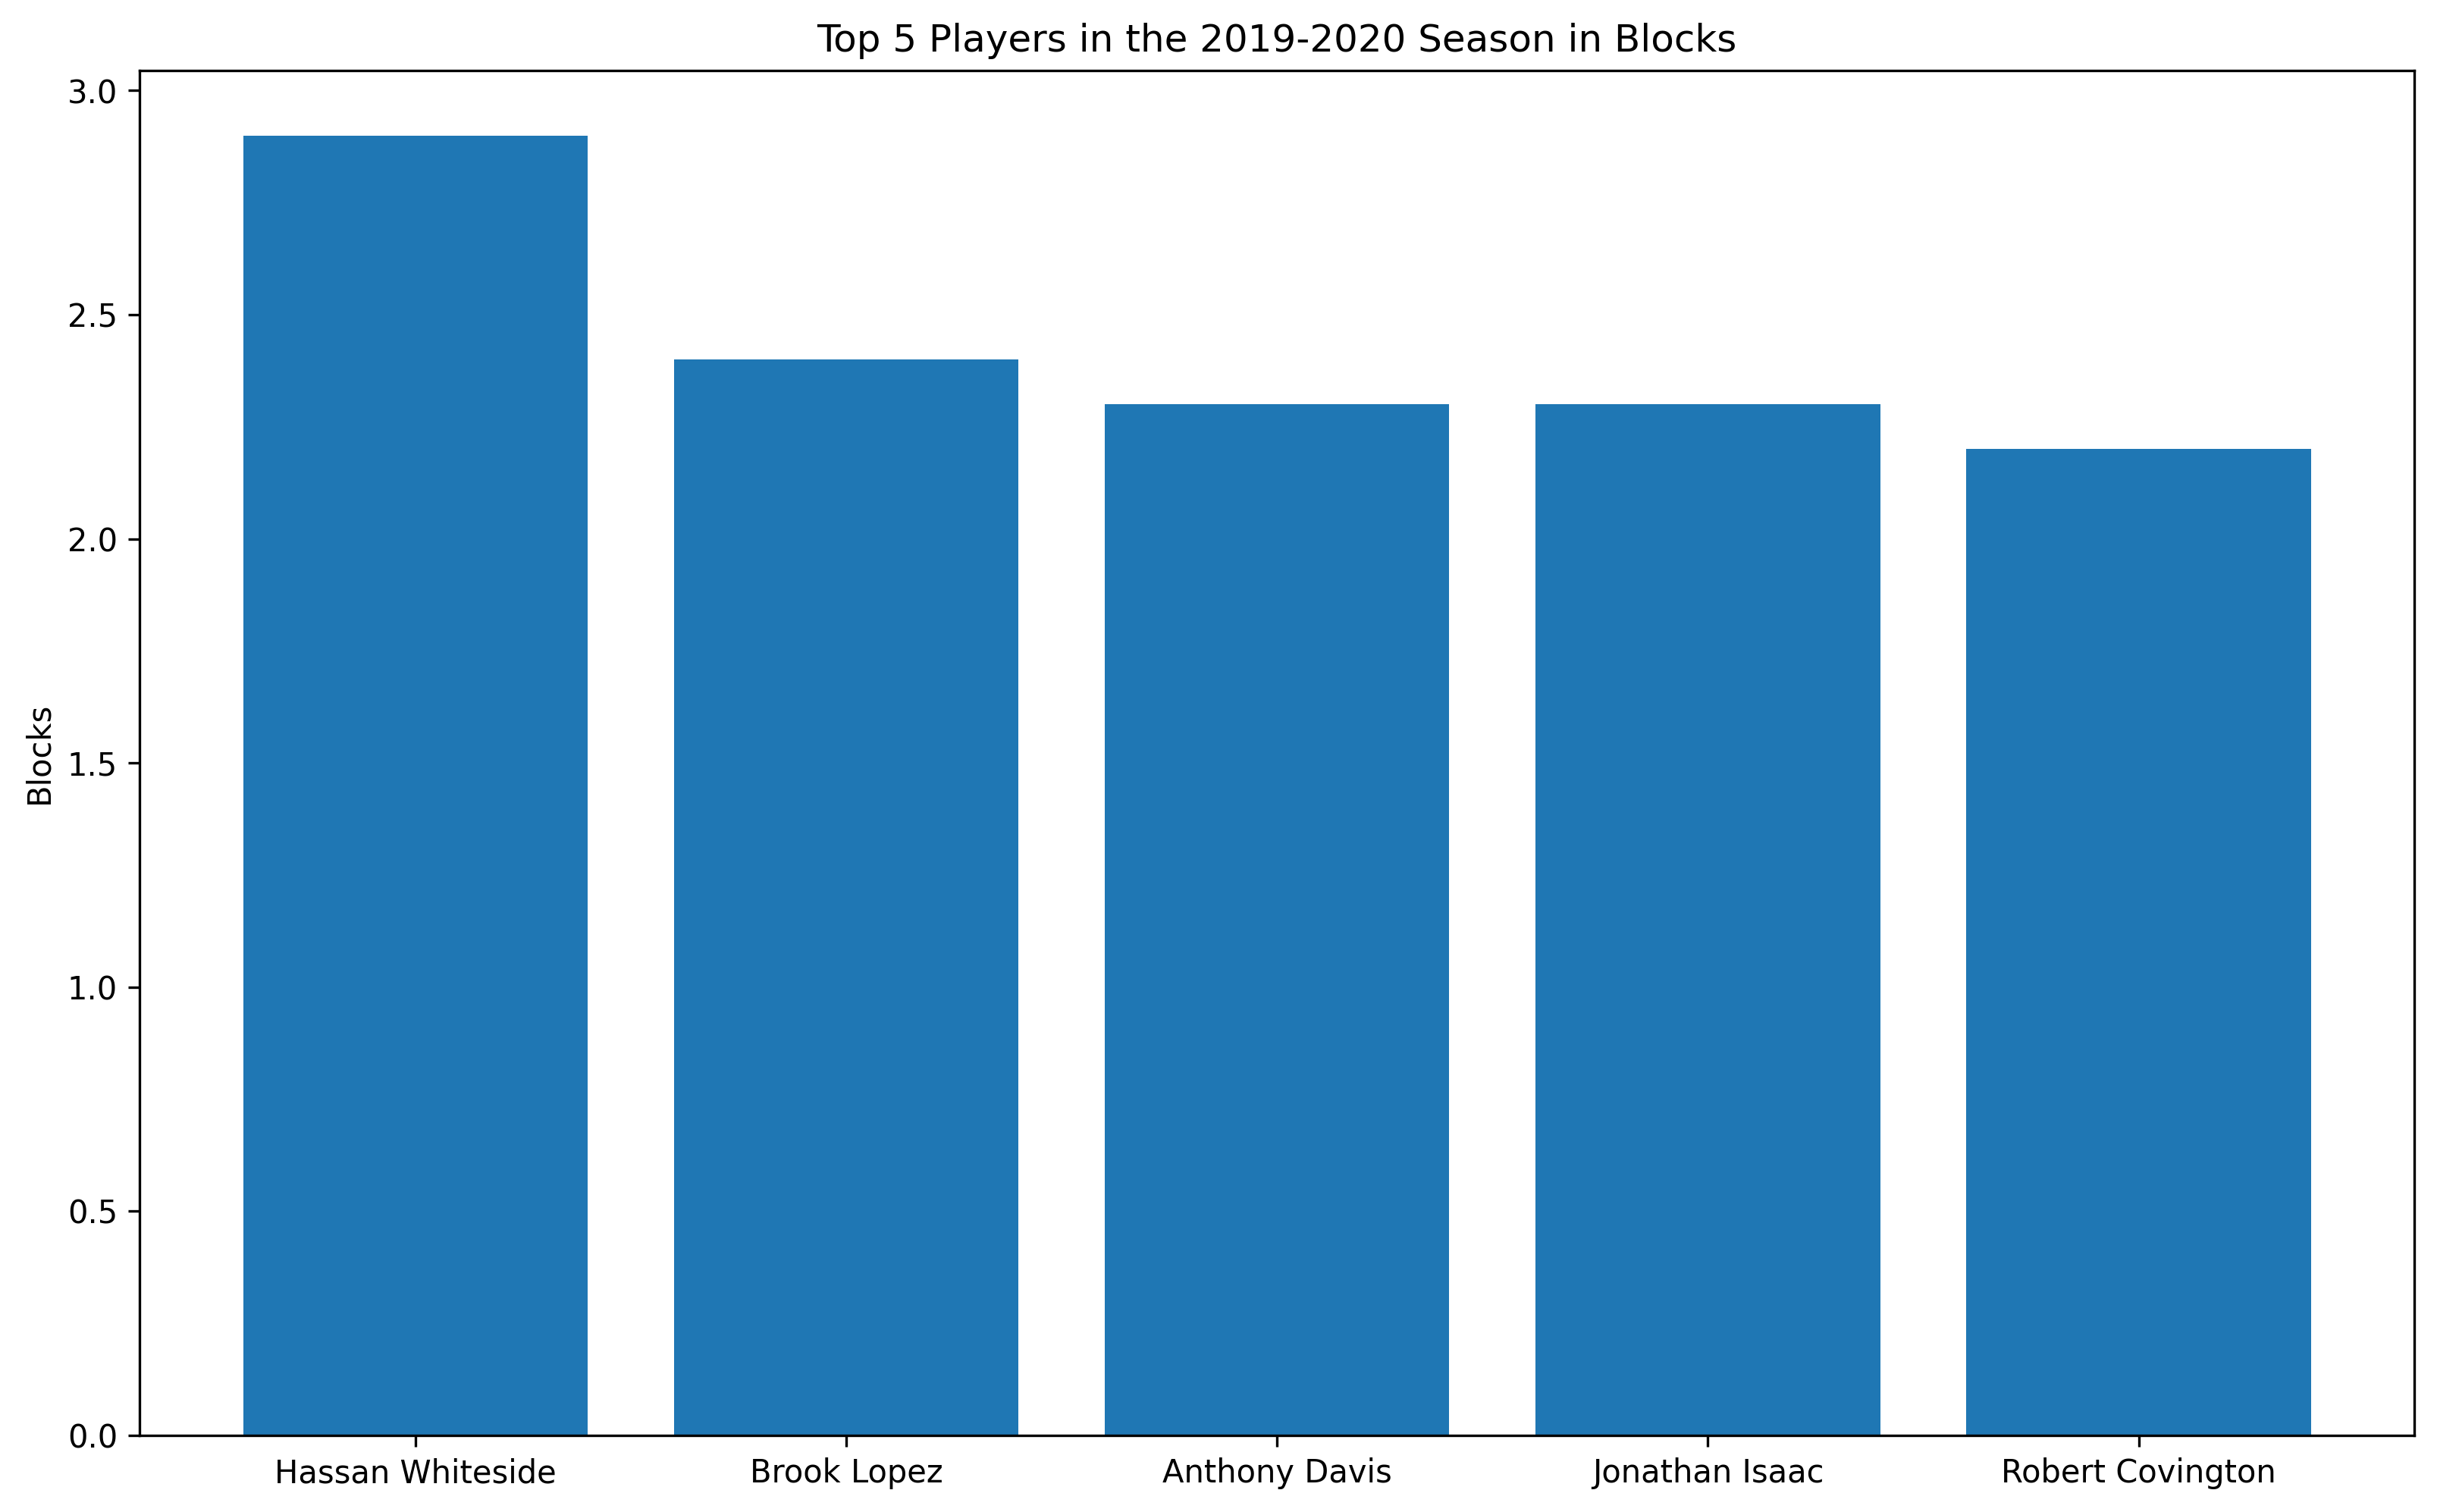 Top 5 Players in the 2019-2020 Season in Blocks
Blocks
3.0
2.5
2.0
1.5
1.0
0.5
0.0
Hassan Whiteside
Brook Lopez
Anthony Davis
Jonathan Isaac
Robert Covington